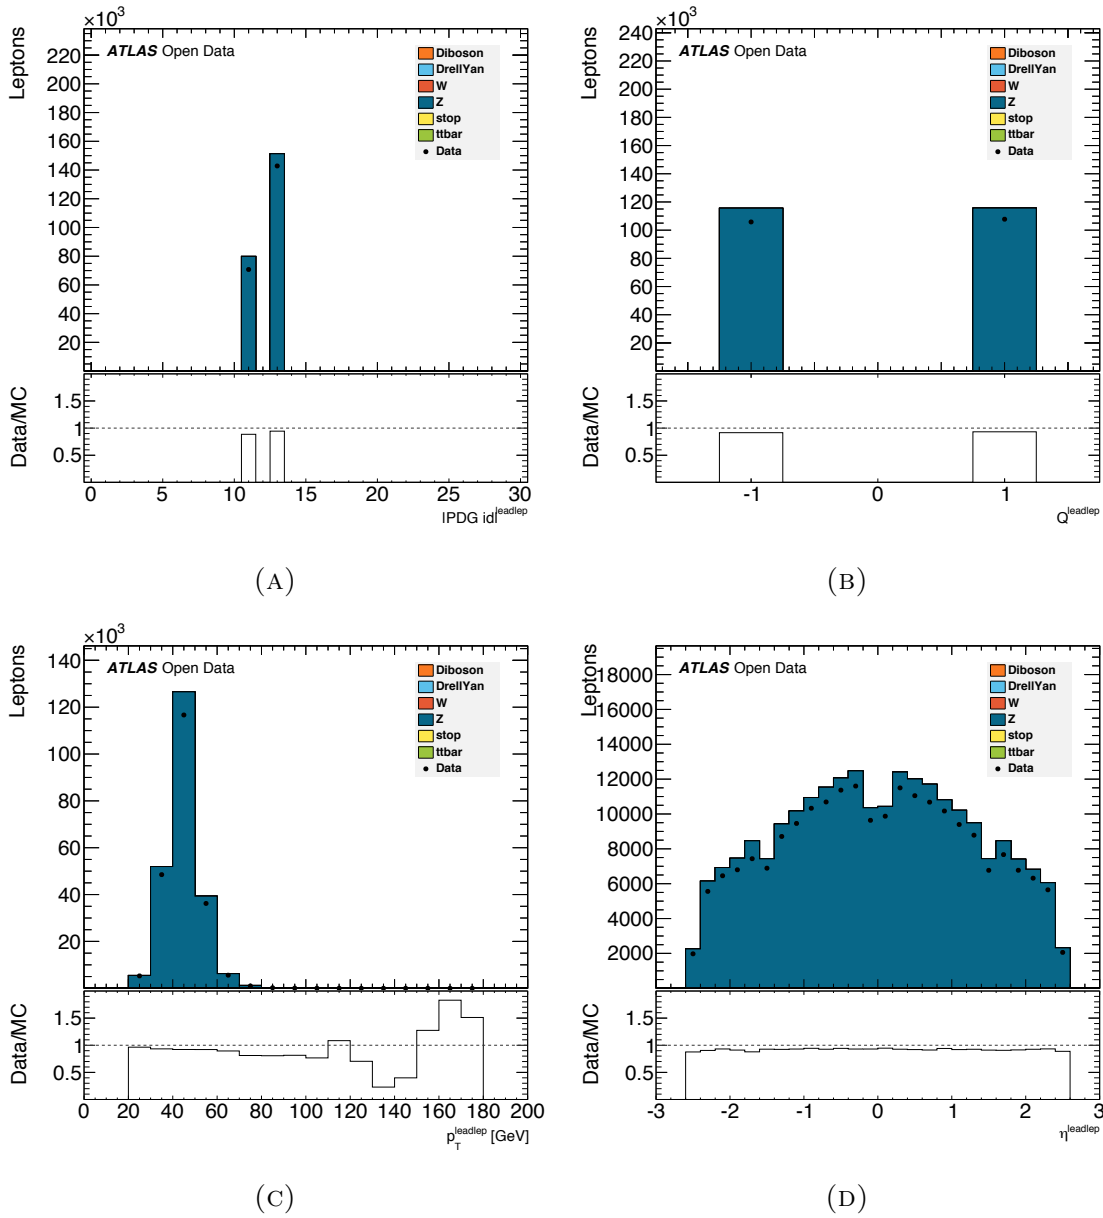 ×10³
Leptons
220
200
180
160
140
120
100
80
60
40
20
ATLAS Open Data
Diboson
DrellYan
W
Z
stop
ttbar
Data
Data/MC
1.5
1
0.5
0 5 10 15 20 25 30
|PDG id|^leadlep
(A)
×10³
Leptons
240
220
200
180
160
140
120
100
80
60
40
20
ATLAS Open Data
Diboson
DrellYan
W
Z
stop
ttbar
Data
Data/MC
1.5
1
0.5
-1 0 1
Q^leadlep
(B)
×10³
Leptons
140
120
100
80
60
40
20
ATLAS Open Data
Diboson
DrellYan
W
Z
stop
ttbar
Data
Data/MC
1.5
1
0.5
0 20 40 60 80 100 120 140 160 180 200
p_T^leadlep [GeV]
(C)
Leptons
18000
16000
14000
12000
10000
8000
6000
4000
2000
ATLAS Open Data
Diboson
DrellYan
W
Z
stop
ttbar
Data
Data/MC
1.5
1
0.5
-3 -2 -1 0 1 2 3
η^leadlep
(D)